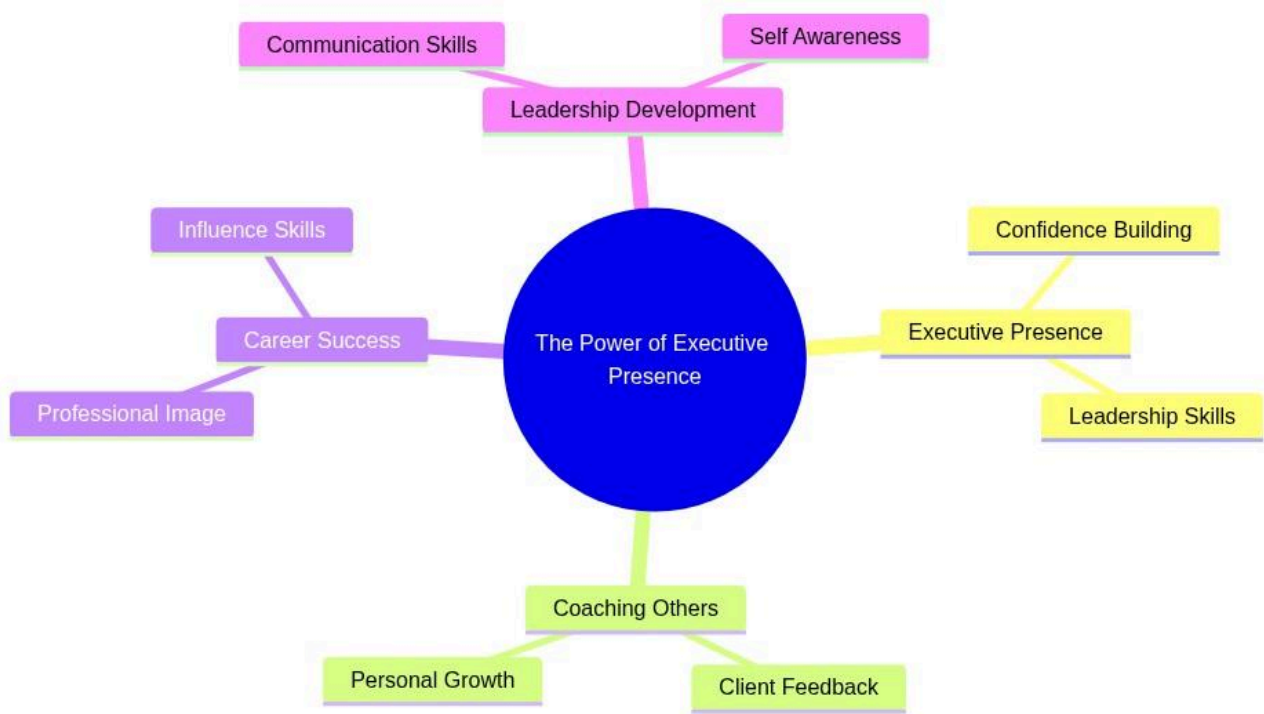 Communication Skills
Self Awareness
Leadership Development
Influence Skills
Confidence Building
Career Success
Executive Presence
The Power of Executive
Presence
Professional Image
Leadership Skills
Coaching Others
Personal Growth
Client Feedback